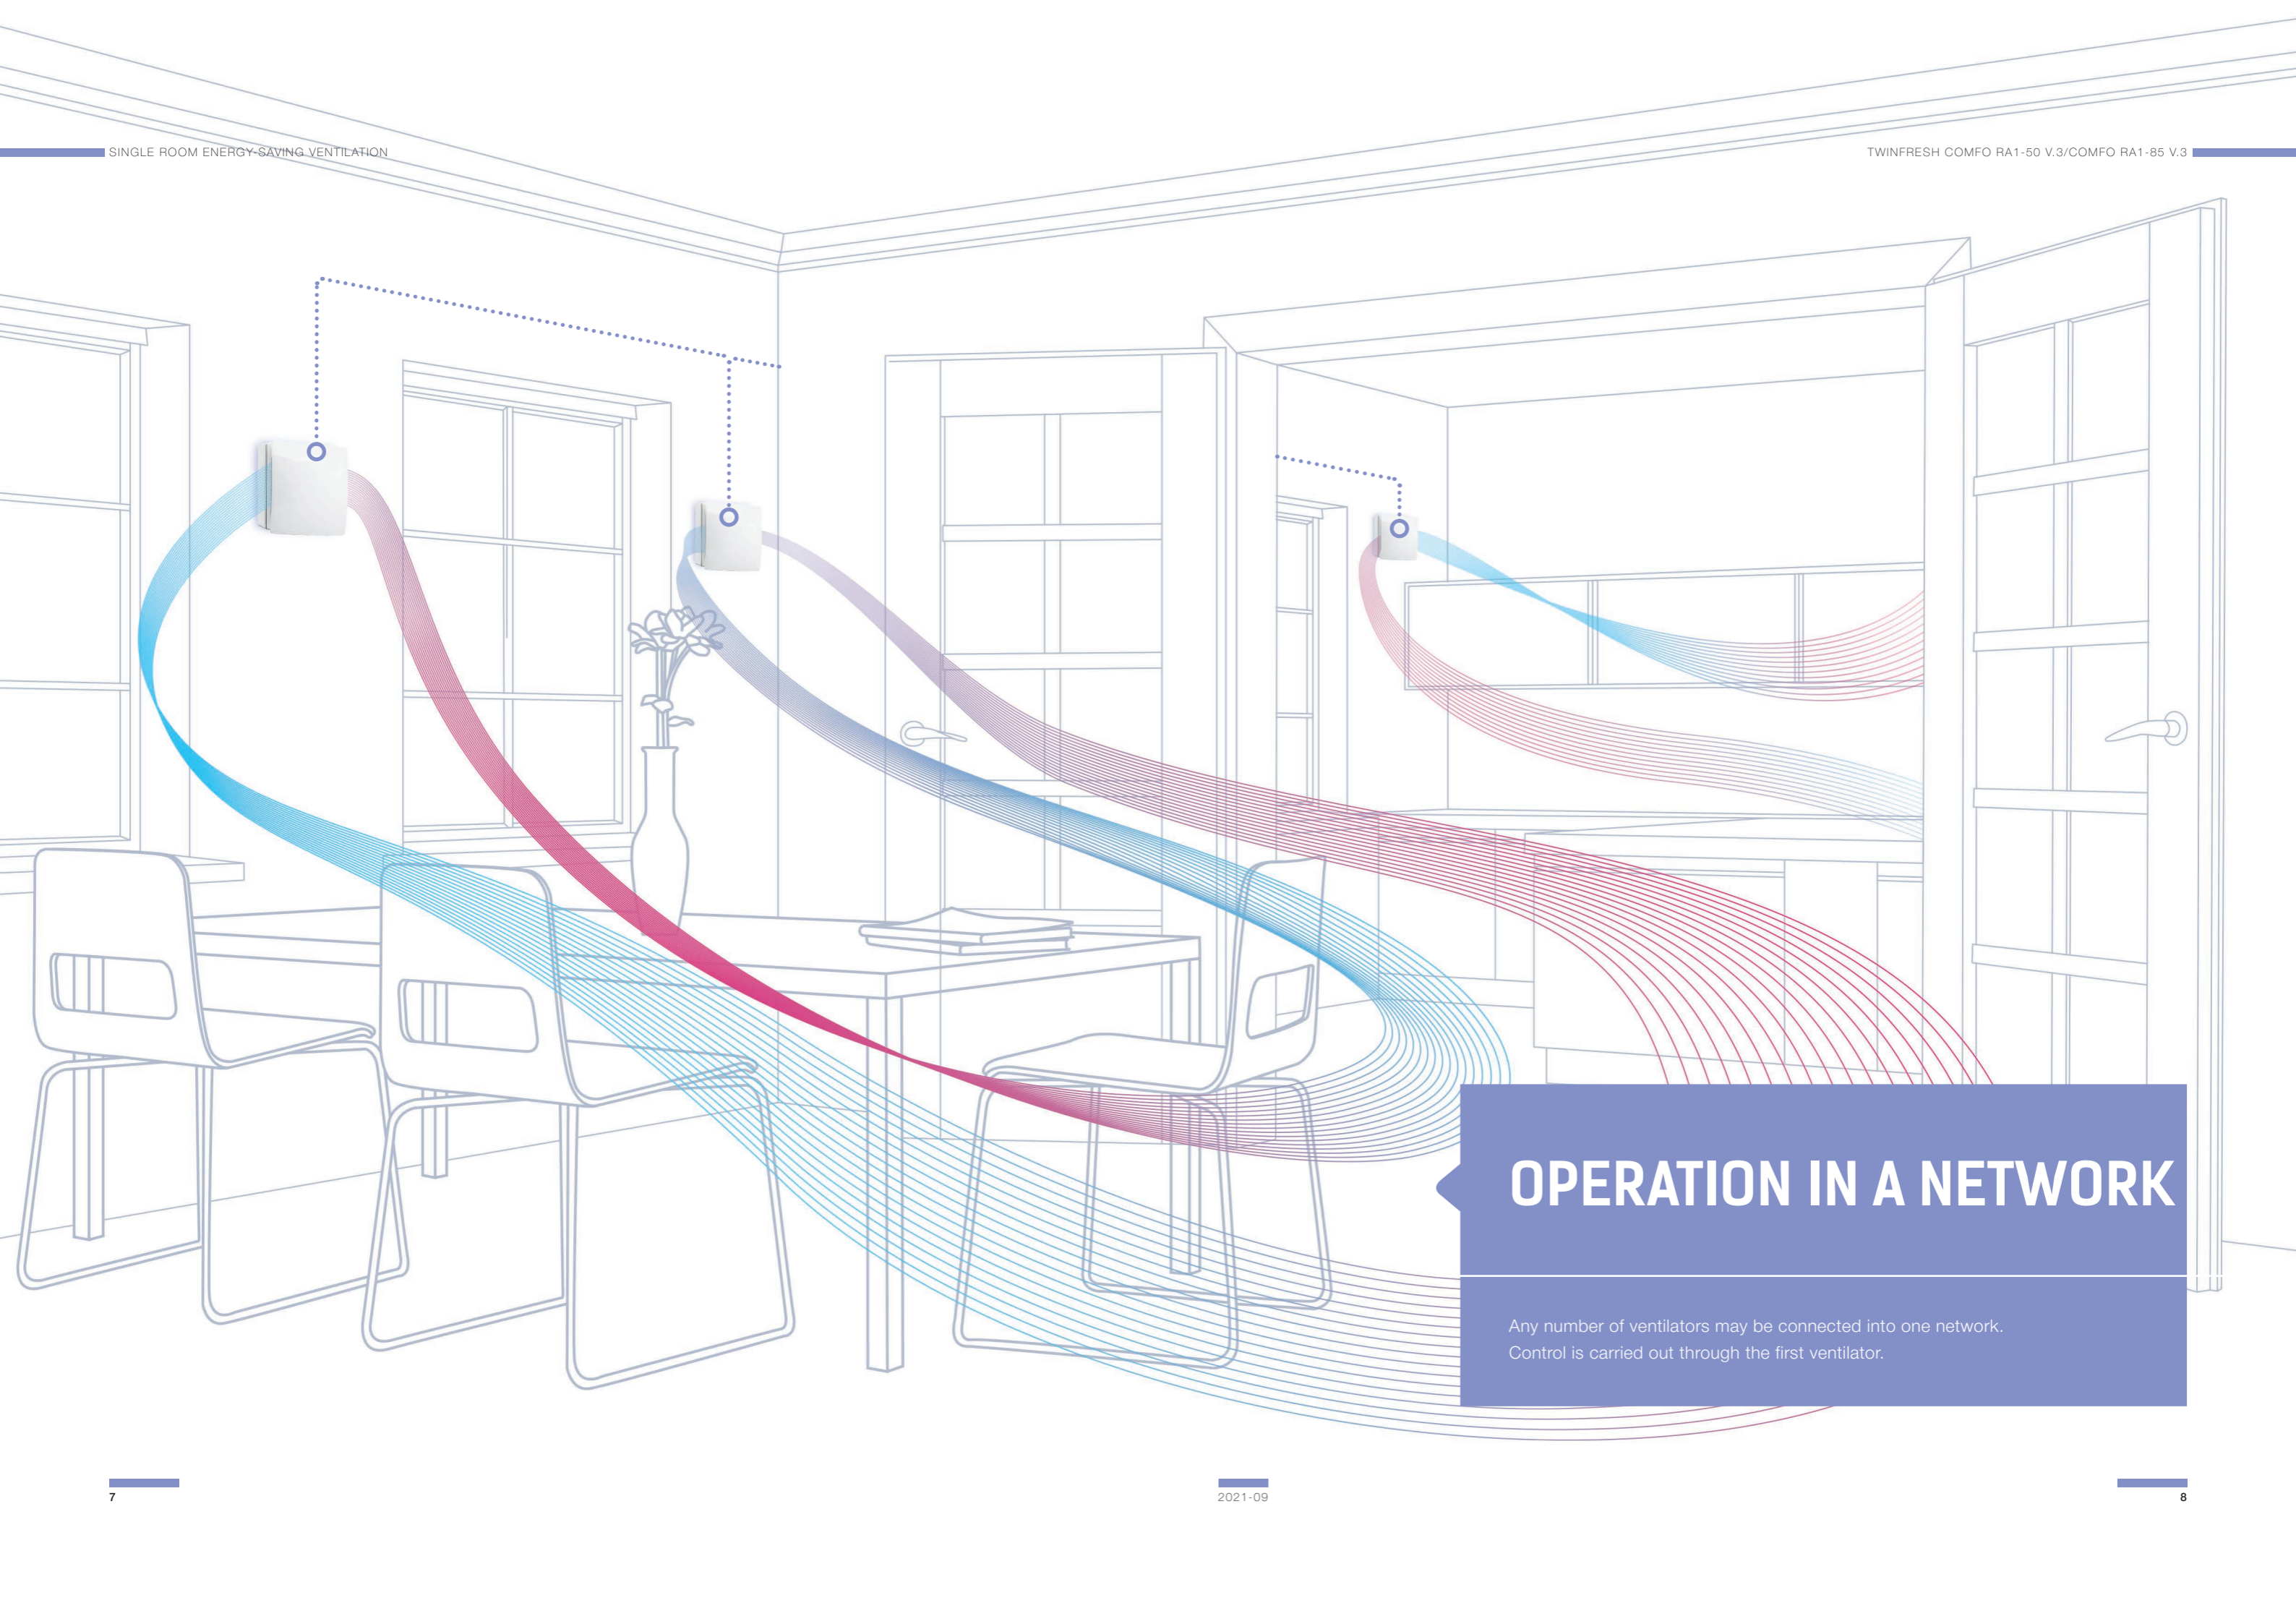 SINGLE ROOM ENERGY-SAVING VENTILATION
TWINFRESH COMFO RA1-50 V.3/COMFO RA1-85 V.3
OPERATION IN A NETWORK
Any number of ventilators may be connected into one network.
Control is carried out through the first ventilator.
7
2021-09
8